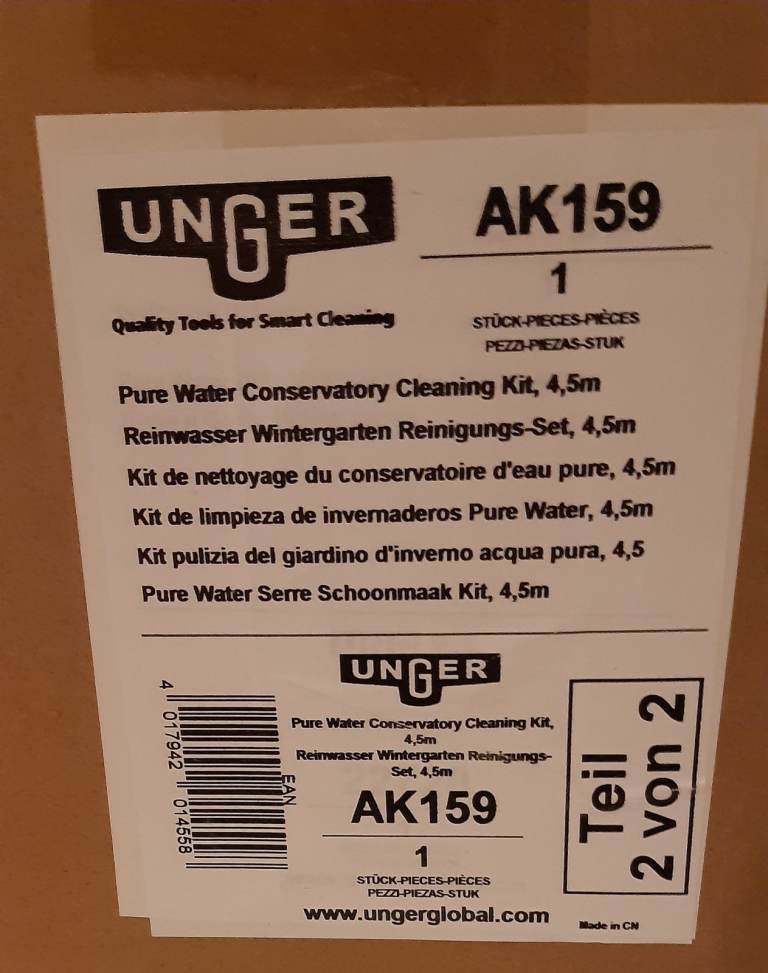 UNGER
Quality Tools for Smart Cleaning
AK159
1
STÜCK-PIECES-PIÈCES
PEZZI-PIEZAS-STUK
Pure Water Conservatory Cleaning Kit, 4,5m
Reinwasser Wintergarten Reinigungs-Set, 4,5m
Kit de nettoyage du conservatoire d'eau pure, 4,5m
Kit de limpieza de invernaderos Pure Water, 4,5m
Kit pulizia del giardino d'inverno acqua pura, 4,5
Pure Water Serre Schoonmaak Kit, 4,5m
4 017942 014558
EAN
UNGER
Pure Water Conservatory Cleaning Kit,
4,5m
Reinwasser Wintergarten Reinigungs-
Set, 4,5m
AK159
1
STÜCK-PIECES-PIÈCES
PEZZI-PIEZAS-STUK
www.ungerglobal.com
Teil
2 von 2
Made in CN